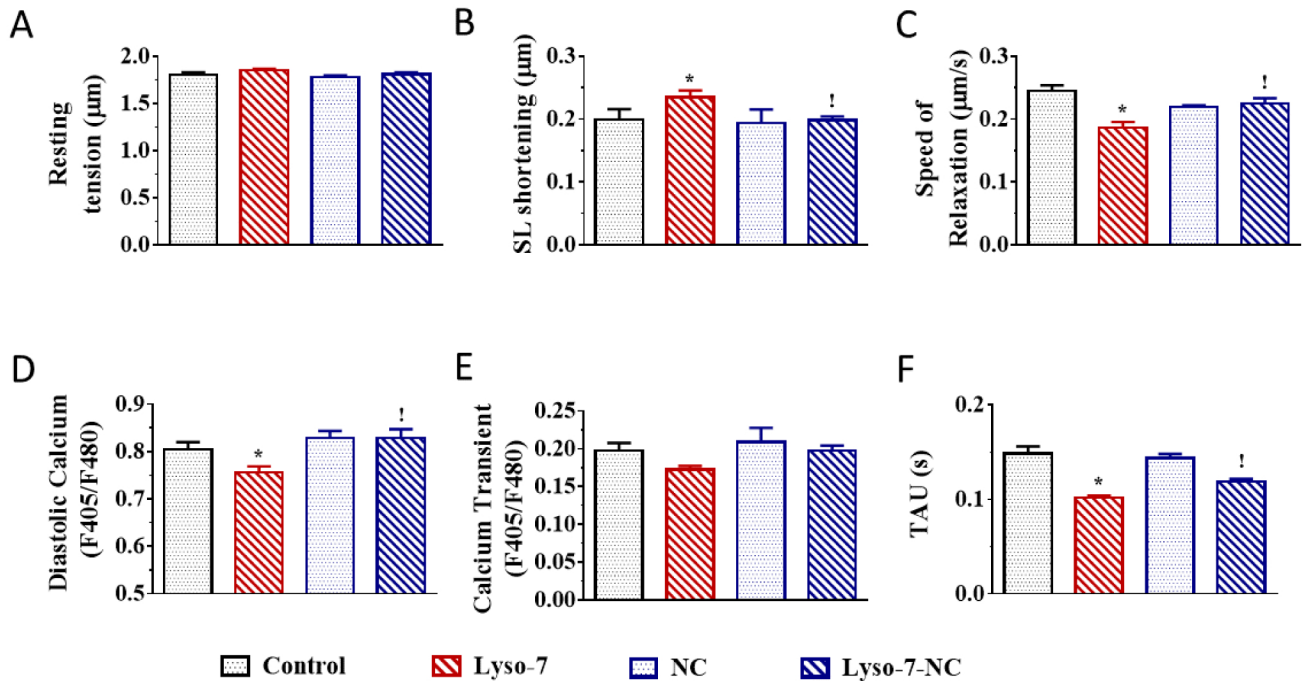 A
Resting
tension (μm)
2.0
1.5
1.0
0.5
0.0
B
SL shortening (μm)
0.3
0.2
0.1
0.0
*
!
C
Speed of
Relaxation (μm/s)
0.3
0.2
0.1
0.0
*
!
D
Diastolic Calcium
(F405/F480)
0.9
0.8
0.7
0.6
0.5
*
!
E
Calcium Transient
(F405/F480)
0.25
0.20
0.15
0.10
0.05
0.00
F
TAU (s)
0.2
0.1
0.0
*
!
Control Lyso-7 NC Lyso-7-NC